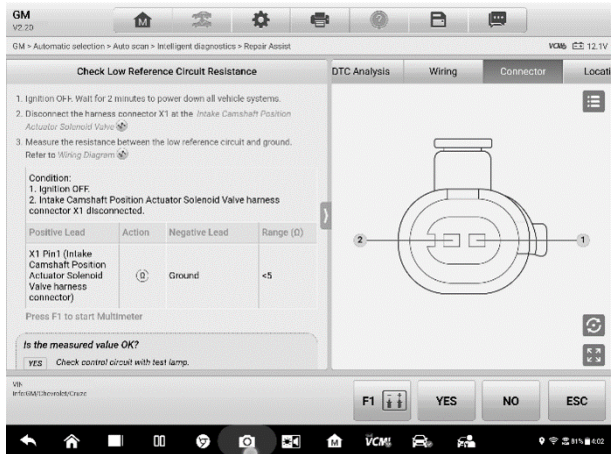 GM
V2.20
GM > Automatic selection > Auto scan > Intelligent diagnostics > Repair Assist
VCMI 12.1V
Check Low Reference Circuit Resistance
DTC Analysis Wiring Connector Locati
1. Ignition OFF. Wait for 2 minutes to power down all vehicle systems.
2. Disconnect the harness connector X1 at the Intake Camshaft Position
Actuator Solenoid Valve
3. Measure the resistance between the low reference circuit and ground.
Refer to Wiring Diagram
Condition:
1. Ignition OFF.
2. Intake Camshaft Position Actuator Solenoid Valve harness
connector X1 disconnected.
Positive Lead Action Negative Lead Range (Ω)
X1 Pin1 (Intake
Camshaft Position
Actuator Solenoid
Valve harness
connector)
Ω
Ground
<5
Press F1 to start Multimeter
Is the measured value OK?
YES Check control circuit with test lamp.
2
1
VIN
Info:GM/Chevrolet/Cruze
F1 YES NO ESC
M VCMI 81% 4:02